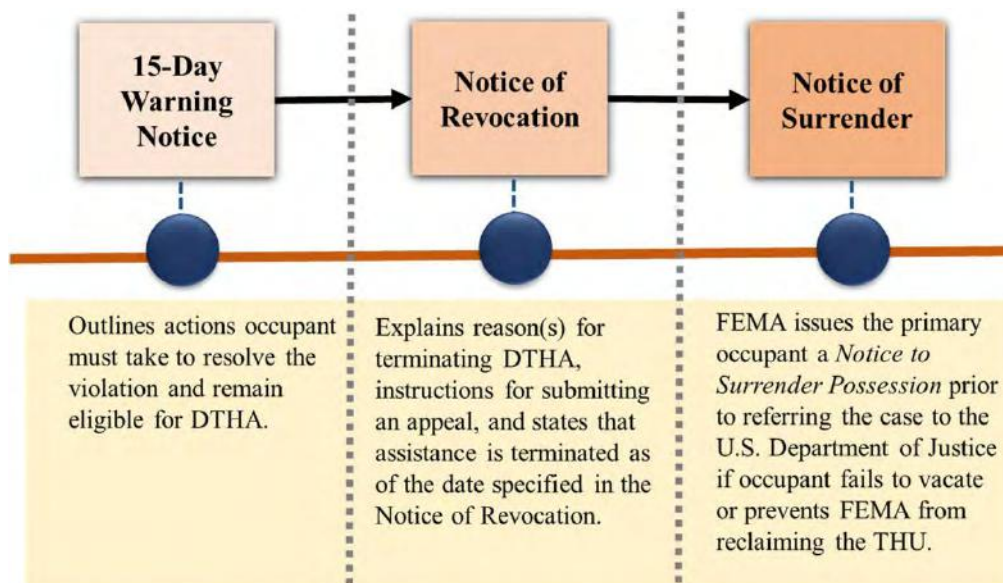 15-Day
Warning
Notice
Notice of
Revocation
Notice of
Surrender
Outlines actions occupant
must take to resolve the
violation and remain
eligible for DTHA.
Explains reason(s) for
terminating DTHA,
instructions for submitting
an appeal, and states that
assistance is terminated as
of the date specified in the
Notice of Revocation.
FEMA issues the primary
occupant a Notice to
Surrender Possession prior
to referring the case to the
U.S. Department of Justice
if occupant fails to vacate
or prevents FEMA from
reclaiming the THU.